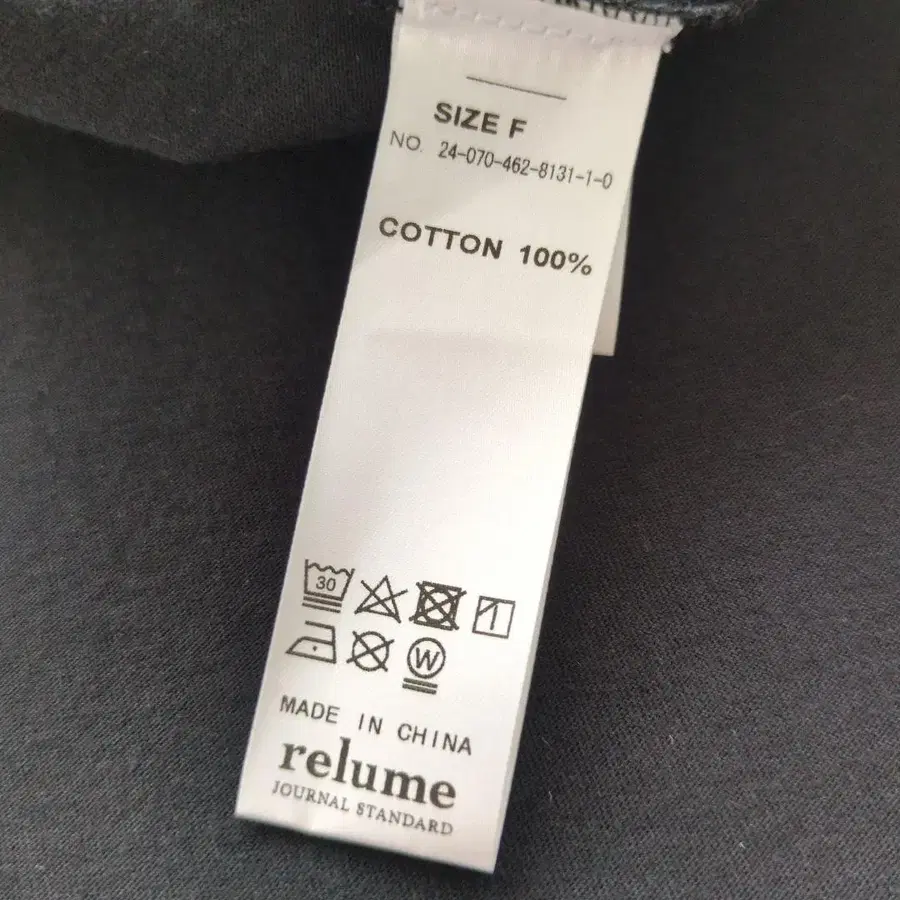 SIZE F
NO. 24-070-462-8131-1-0
COTTON 100%
30
W
MADE IN CHINA
relume
JOURNAL STANDARD